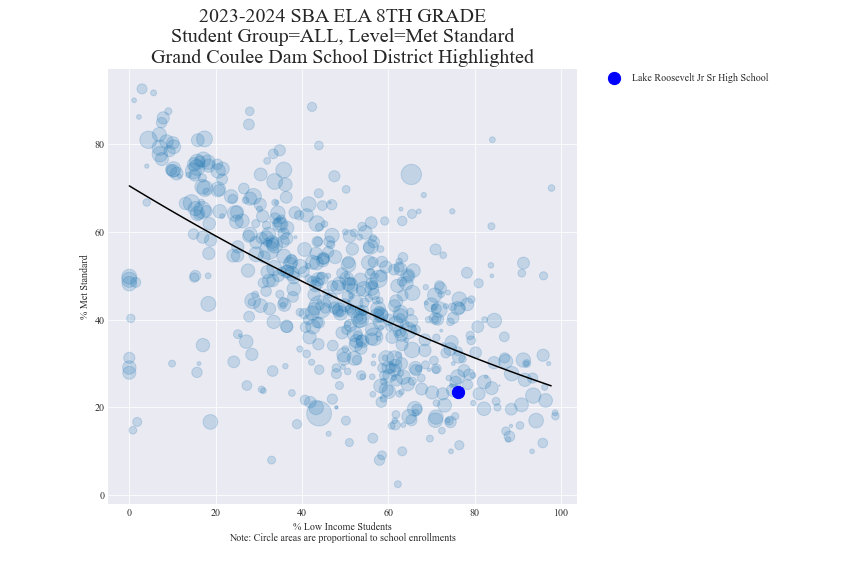 2023-2024 SBA ELA 8TH GRADE
Student Group=ALL, Level=Met Standard
Grand Coulee Dam School District Highlighted
Lake Roosevelt Jr Sr High School
% Met Standard
80
60
40
20
0
0 20 40 60 80 100
% Low Income Students
Note: Circle areas are proportional to school enrollments